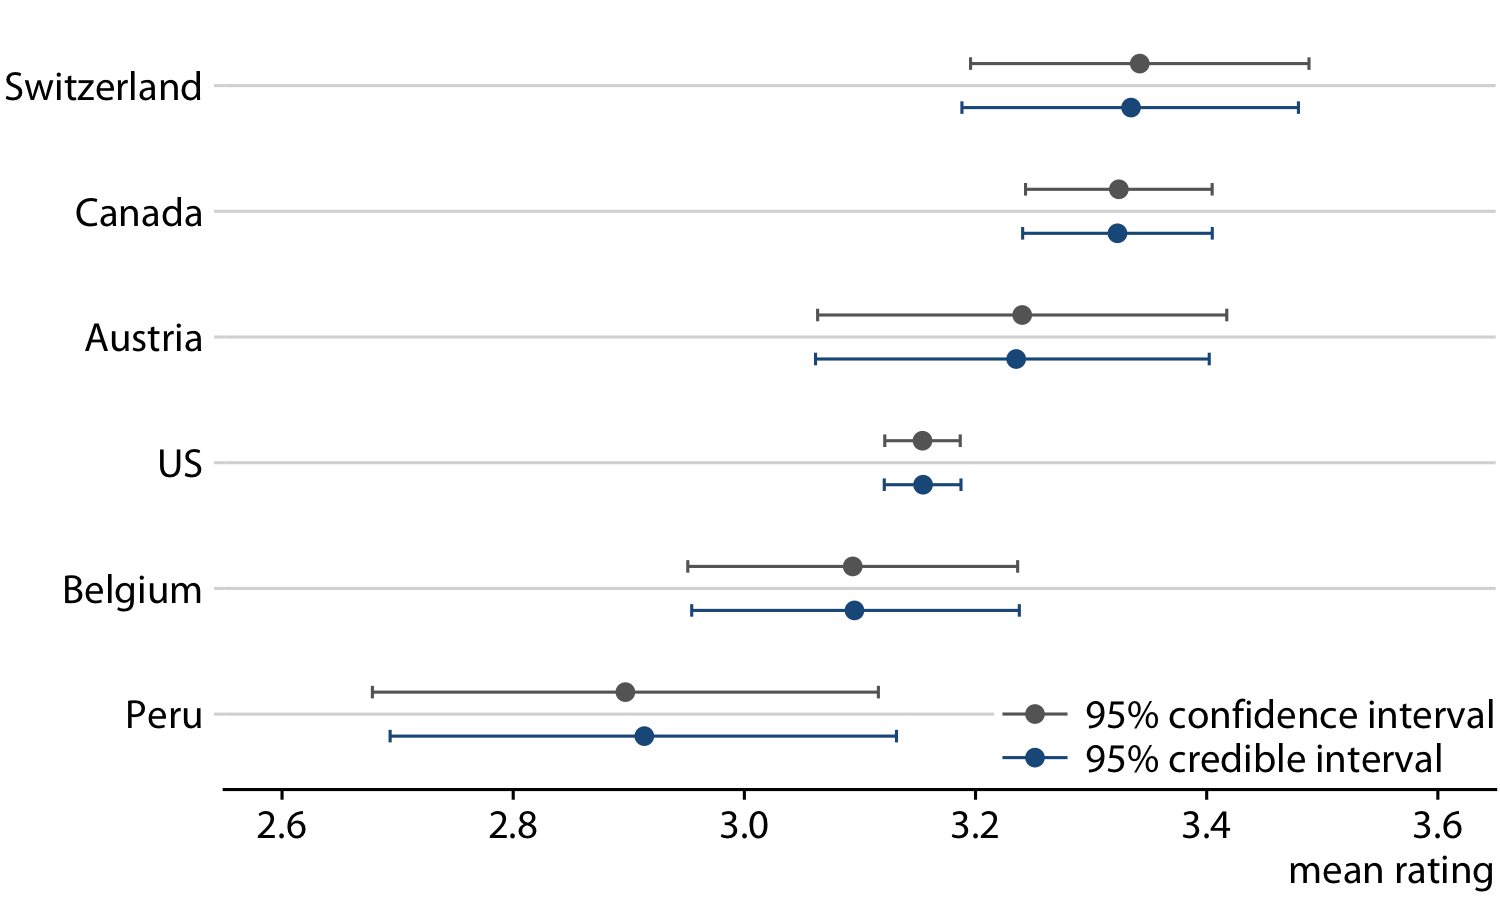 Switzerland
Canada
Austria
US
Belgium
Peru
95% confidence interval
95% credible interval
2.6 2.8 3.0 3.2 3.4 3.6
mean rating